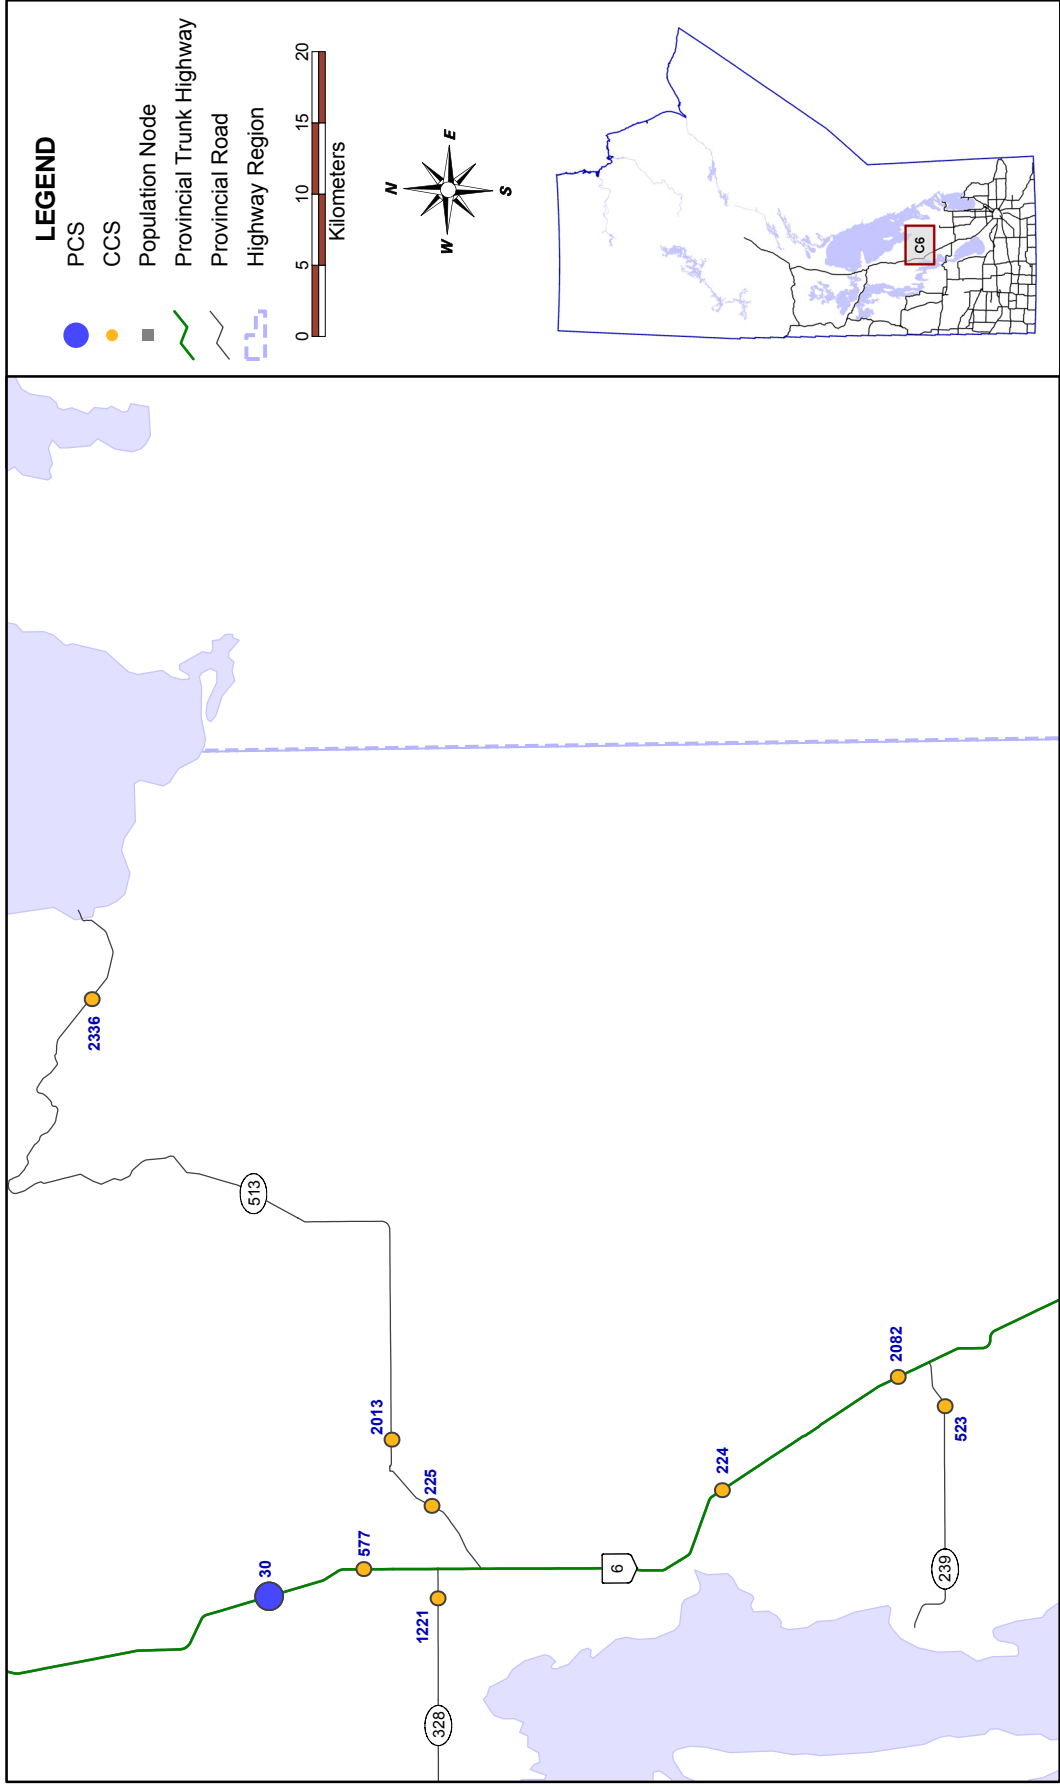 LEGEND
PCS
CCS
Population Node
Provincial Trunk Highway
Provincial Road
Highway Region
0 5 10 15 20
Kilometers
N
W E
S
C6
2336
513
2013
225
577
30
1221
328
6
224
2082
523
239